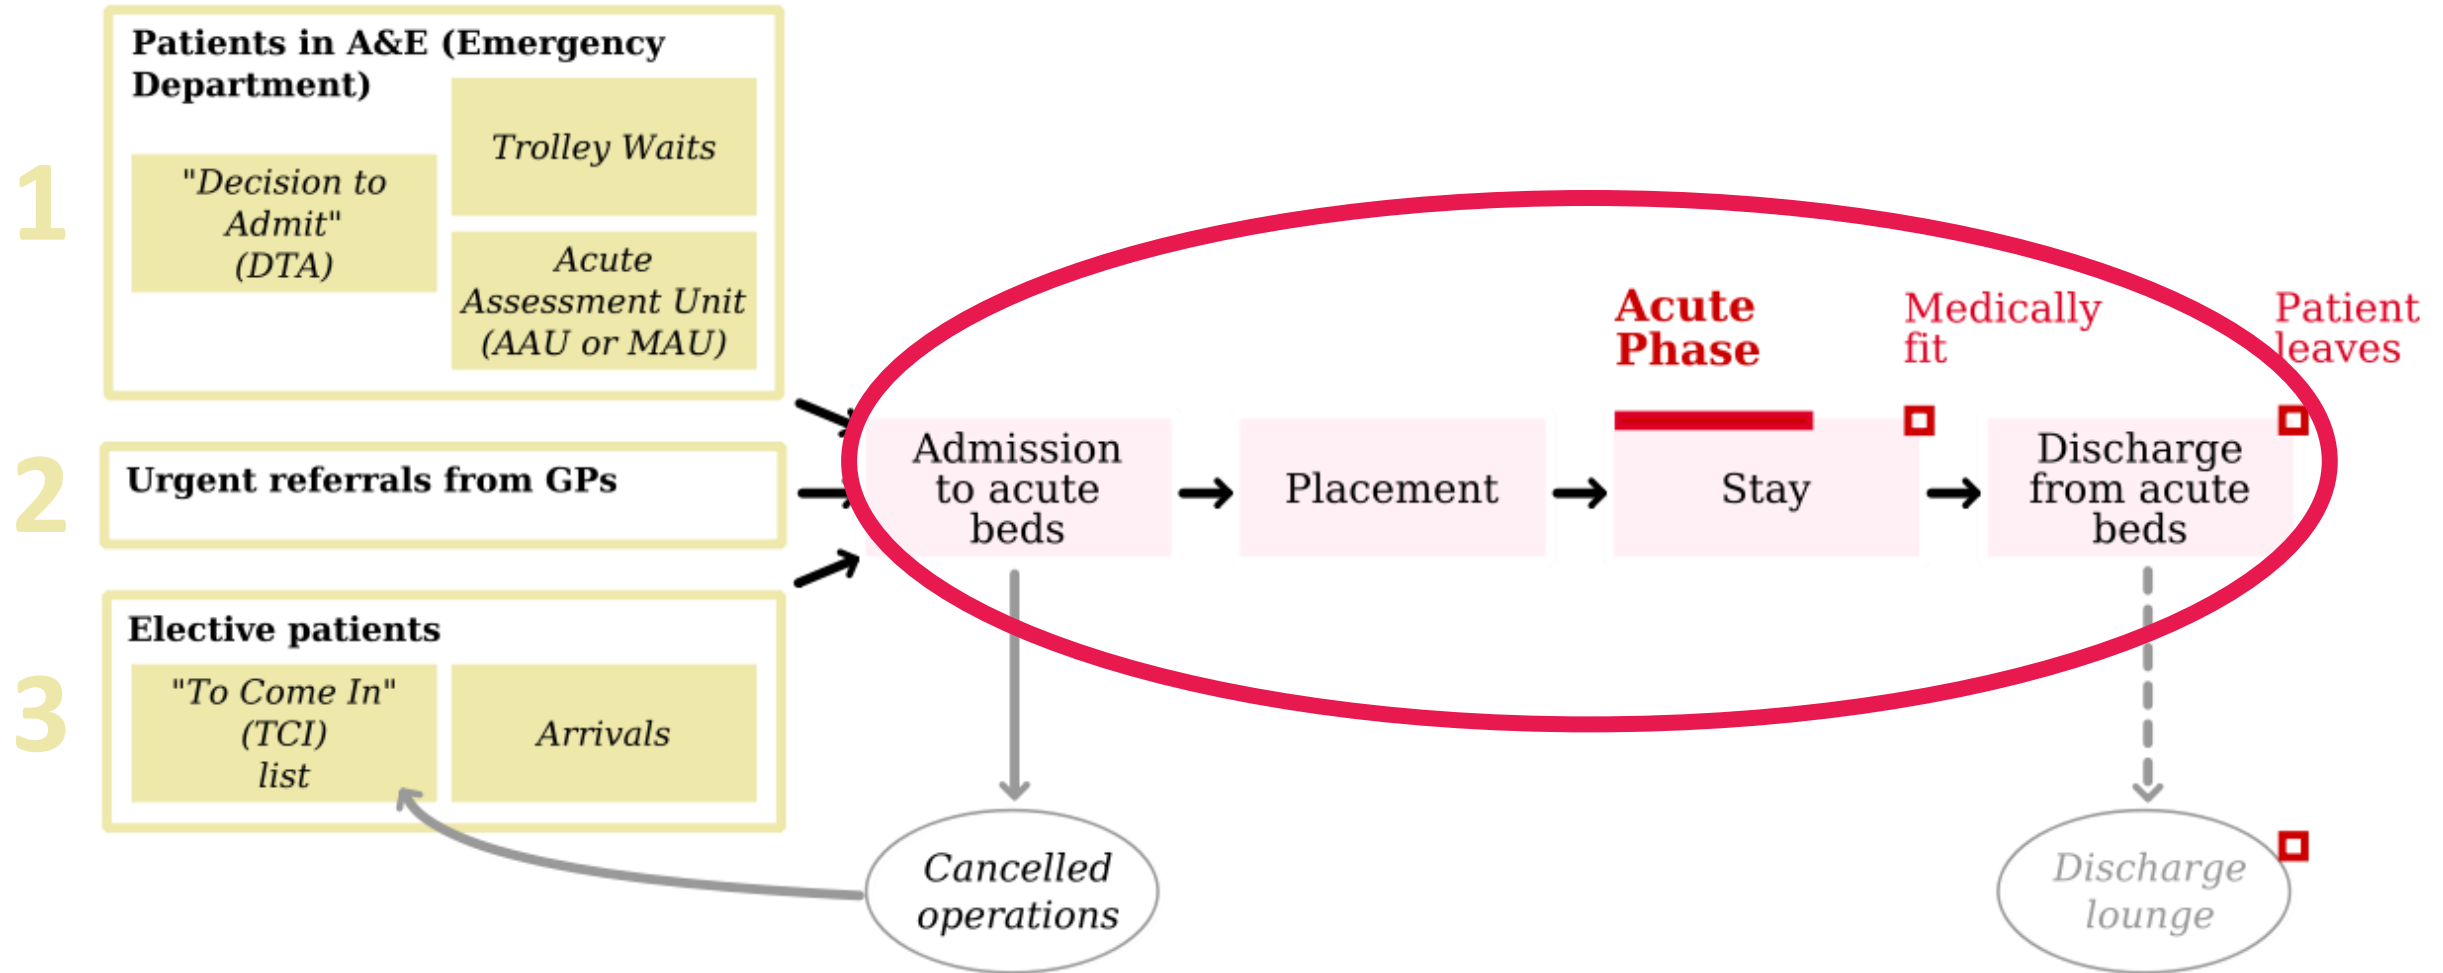 1
Patients in A&E (Emergency
Department)
"Decision to
Admit"
(DTA)
Trolley Waits
Acute
Assessment Unit
(AAU or MAU)
2
Urgent referrals from GPs
3
Elective patients
"To Come In"
(TCI)
list
Arrivals
Admission
to acute
beds
Placement
Acute
Phase
Stay
Medically
fit
Discharge
from acute
beds
Patient
leaves
Cancelled
operations
Discharge
lounge